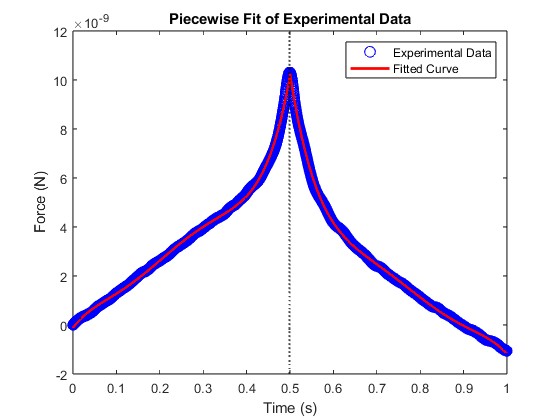 Piecewise Fit of Experimental Data
×10⁻⁹
12
10
8
6
4
2
0
-2
Force (N)
Experimental Data
Fitted Curve
0 0.1 0.2 0.3 0.4 0.5 0.6 0.7 0.8 0.9 1
Time (s)